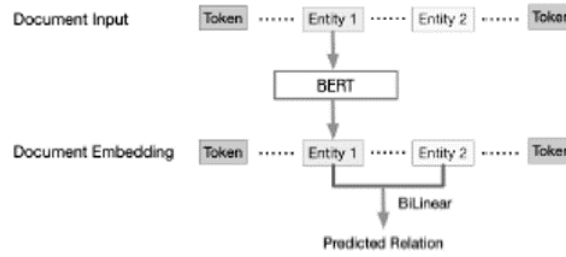 Document Input Token Entity 1 Entity 2 Token
BERT
Document Embedding Token Entity 1 Entity 2 Token
BiLinear
Predicted Relation